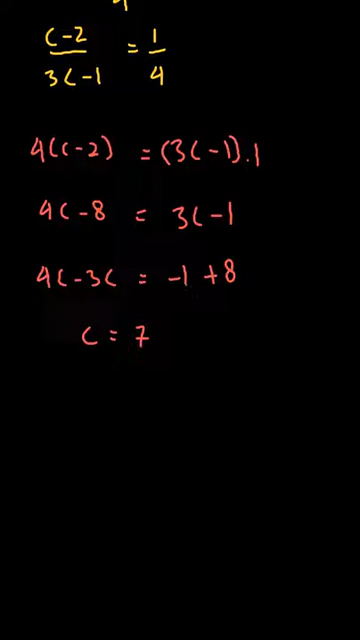 (c-2)/(3c-1) = 1/4
4(c-2) = (3c-1).1
4c-8 = 3c-1
4c-3c = -1+8
c = 7